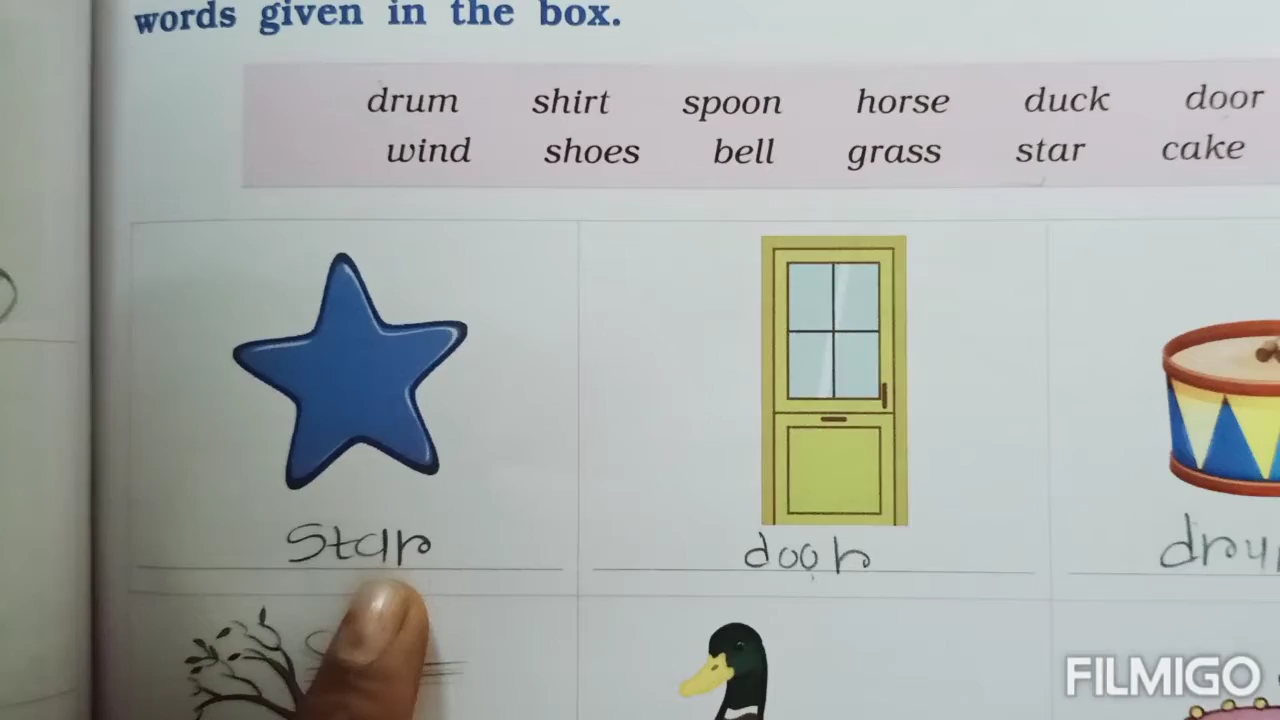 words given in the box.
drum shirt spoon horse duck door
wind shoes bell grass star cake
star door dru
FILMIGO